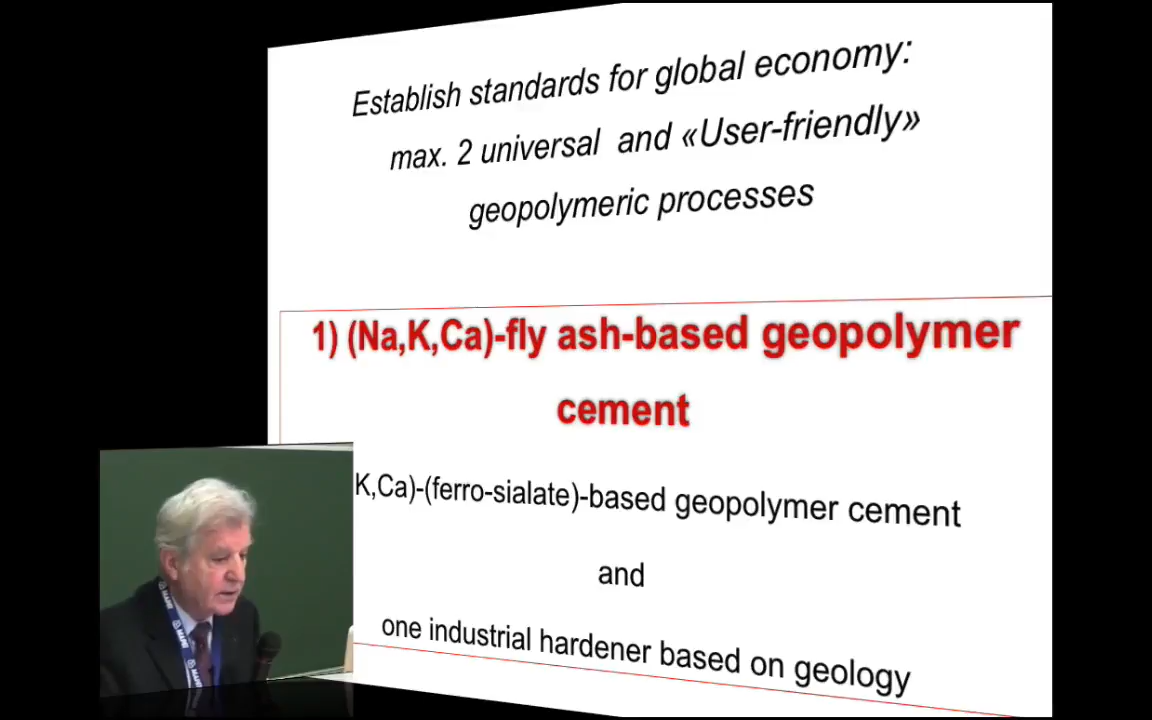 Establish standards for global economy:
max. 2 universal and «User-friendly»
geopolymeric processes
1) (Na,K,Ca)-fly ash-based geopolymer
cement
K,Ca)-(ferro-sialate)-based geopolymer cement
and
one industrial hardener based on geology